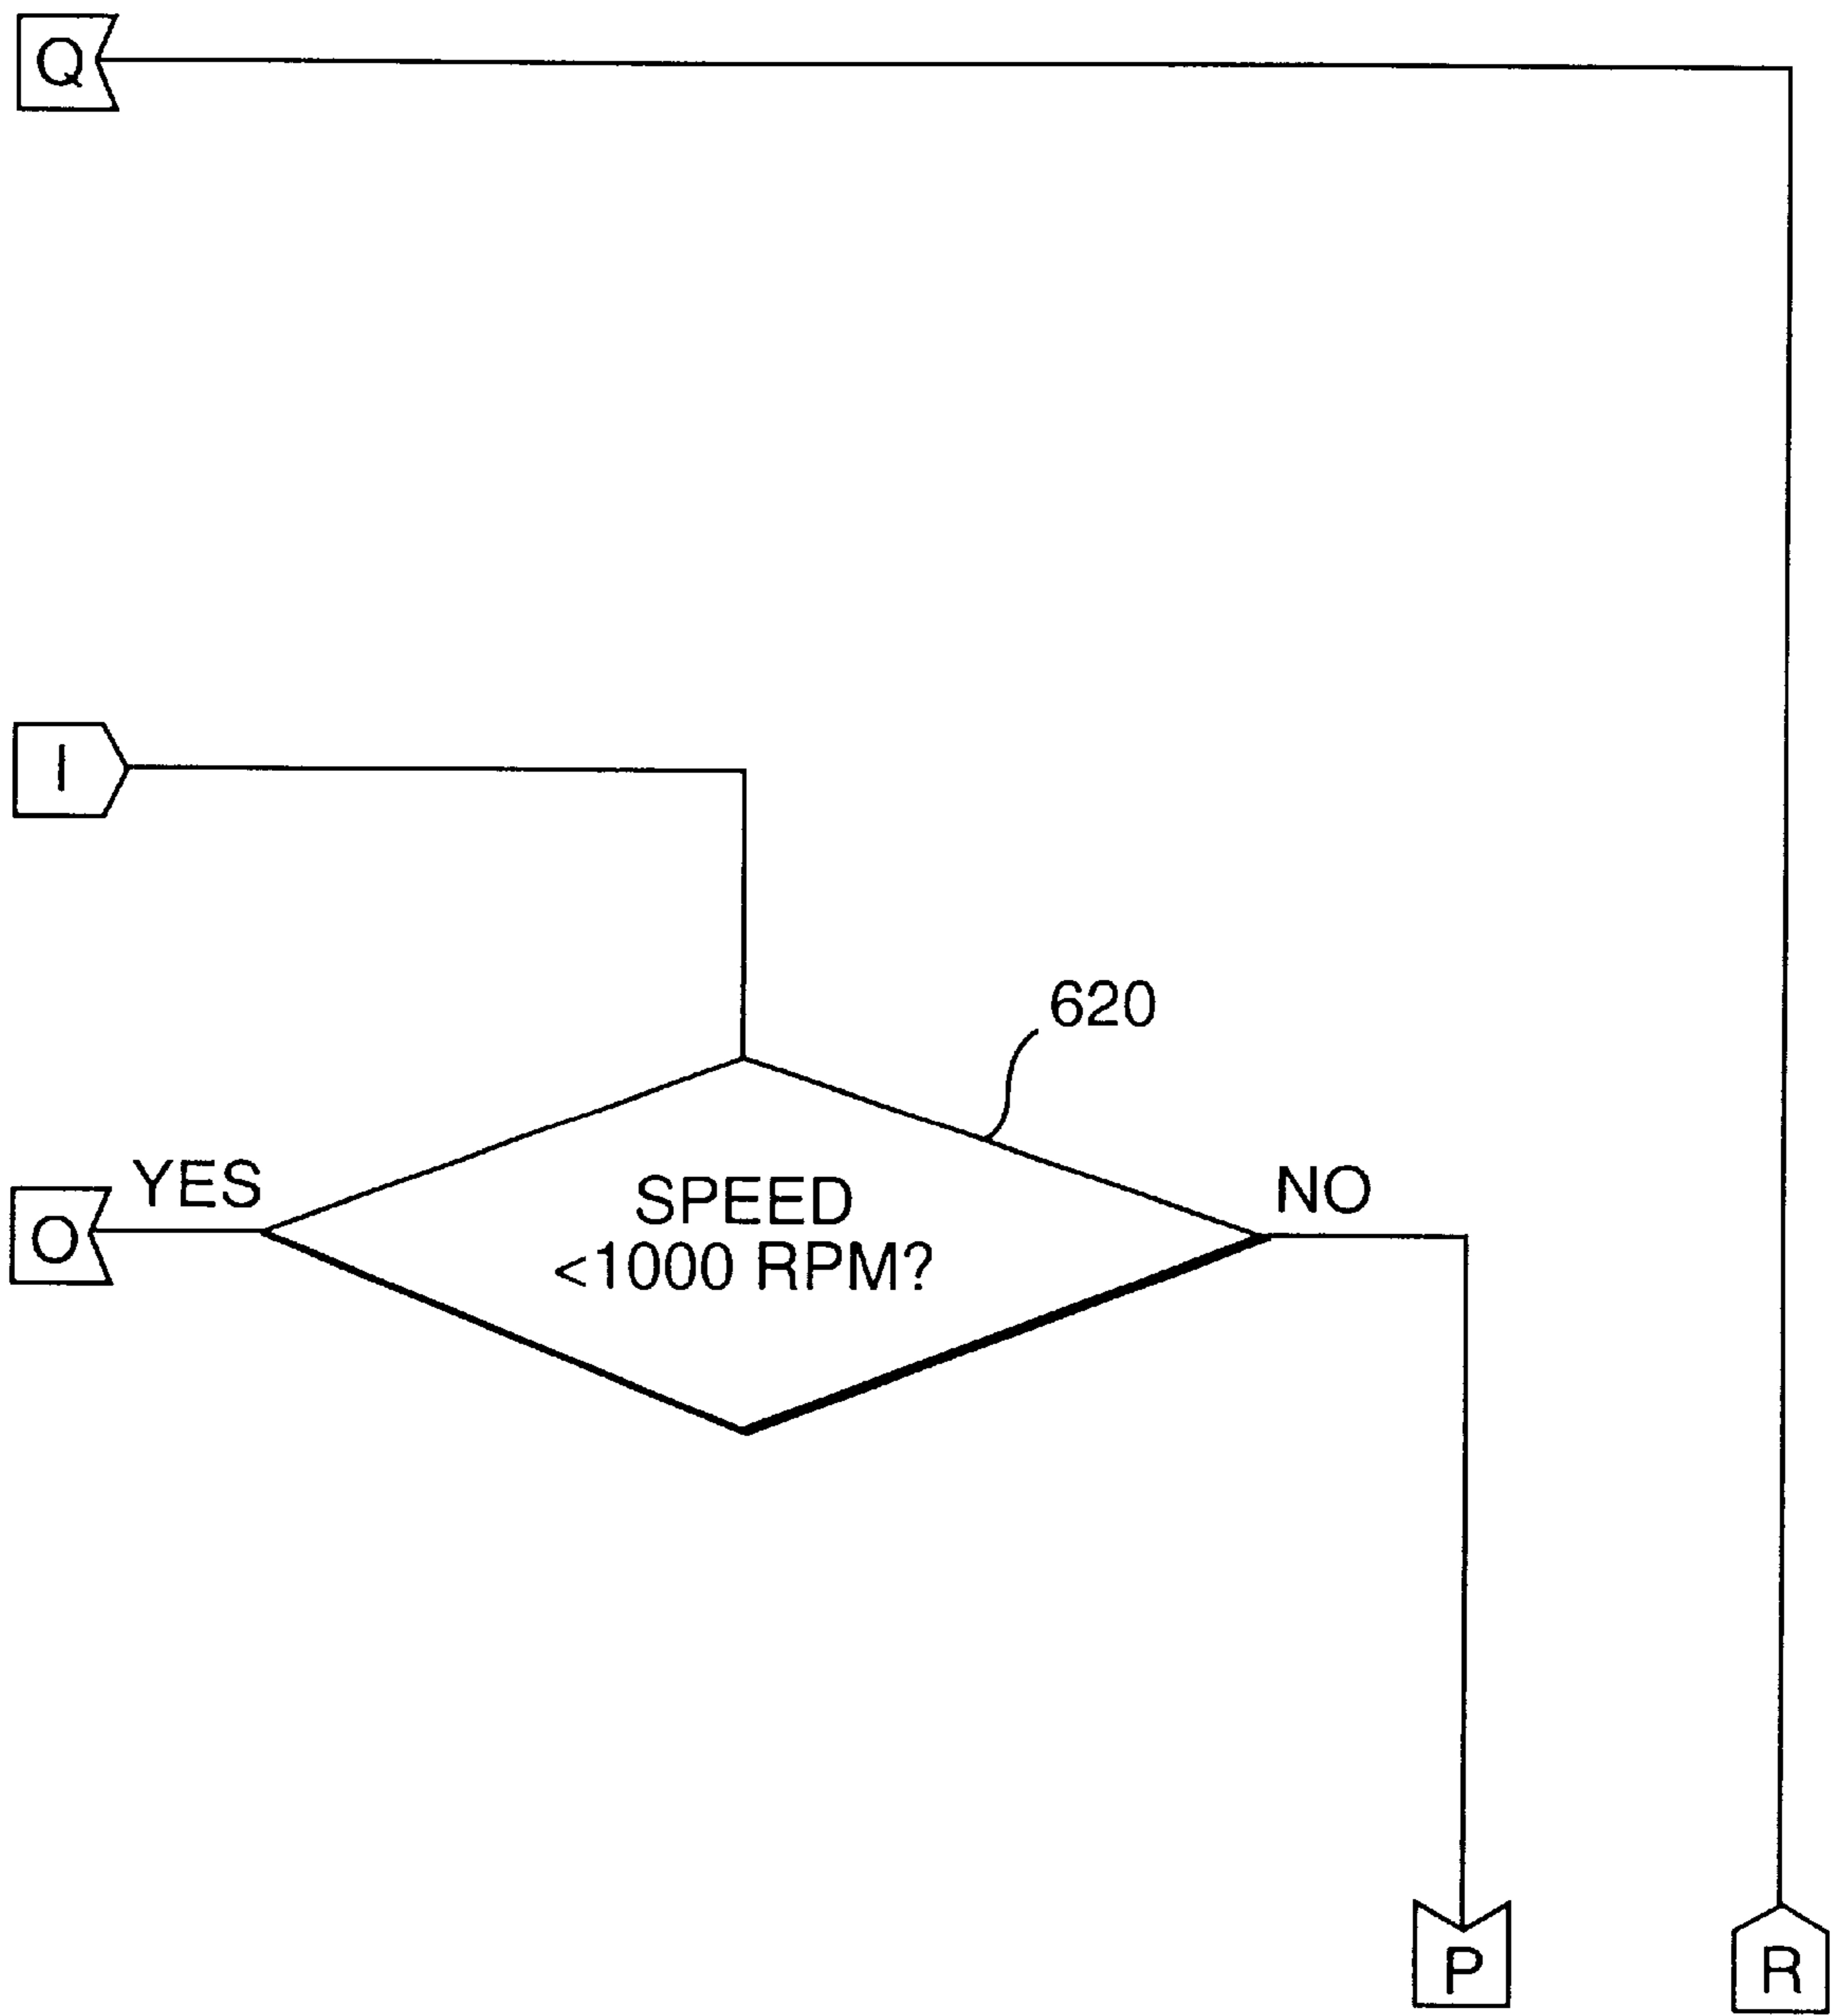 Q
I
620
YES
NO
O
SPEED
<1000 RPM?
P
R